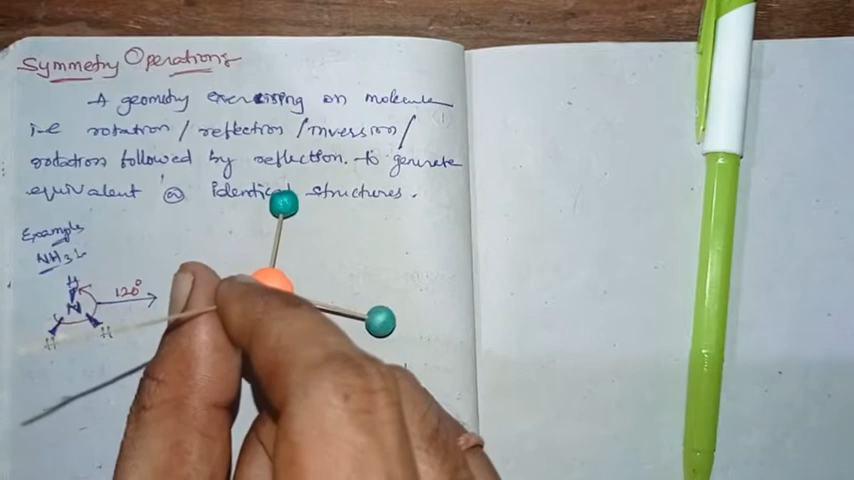 Symmetry Operations
A geometry exercising on molecule
i.e rotation / reflection / inversion /
rotation followed by reflection. to generate
equivalent or identical structures.
Example
NH3
H
120°
N
H H